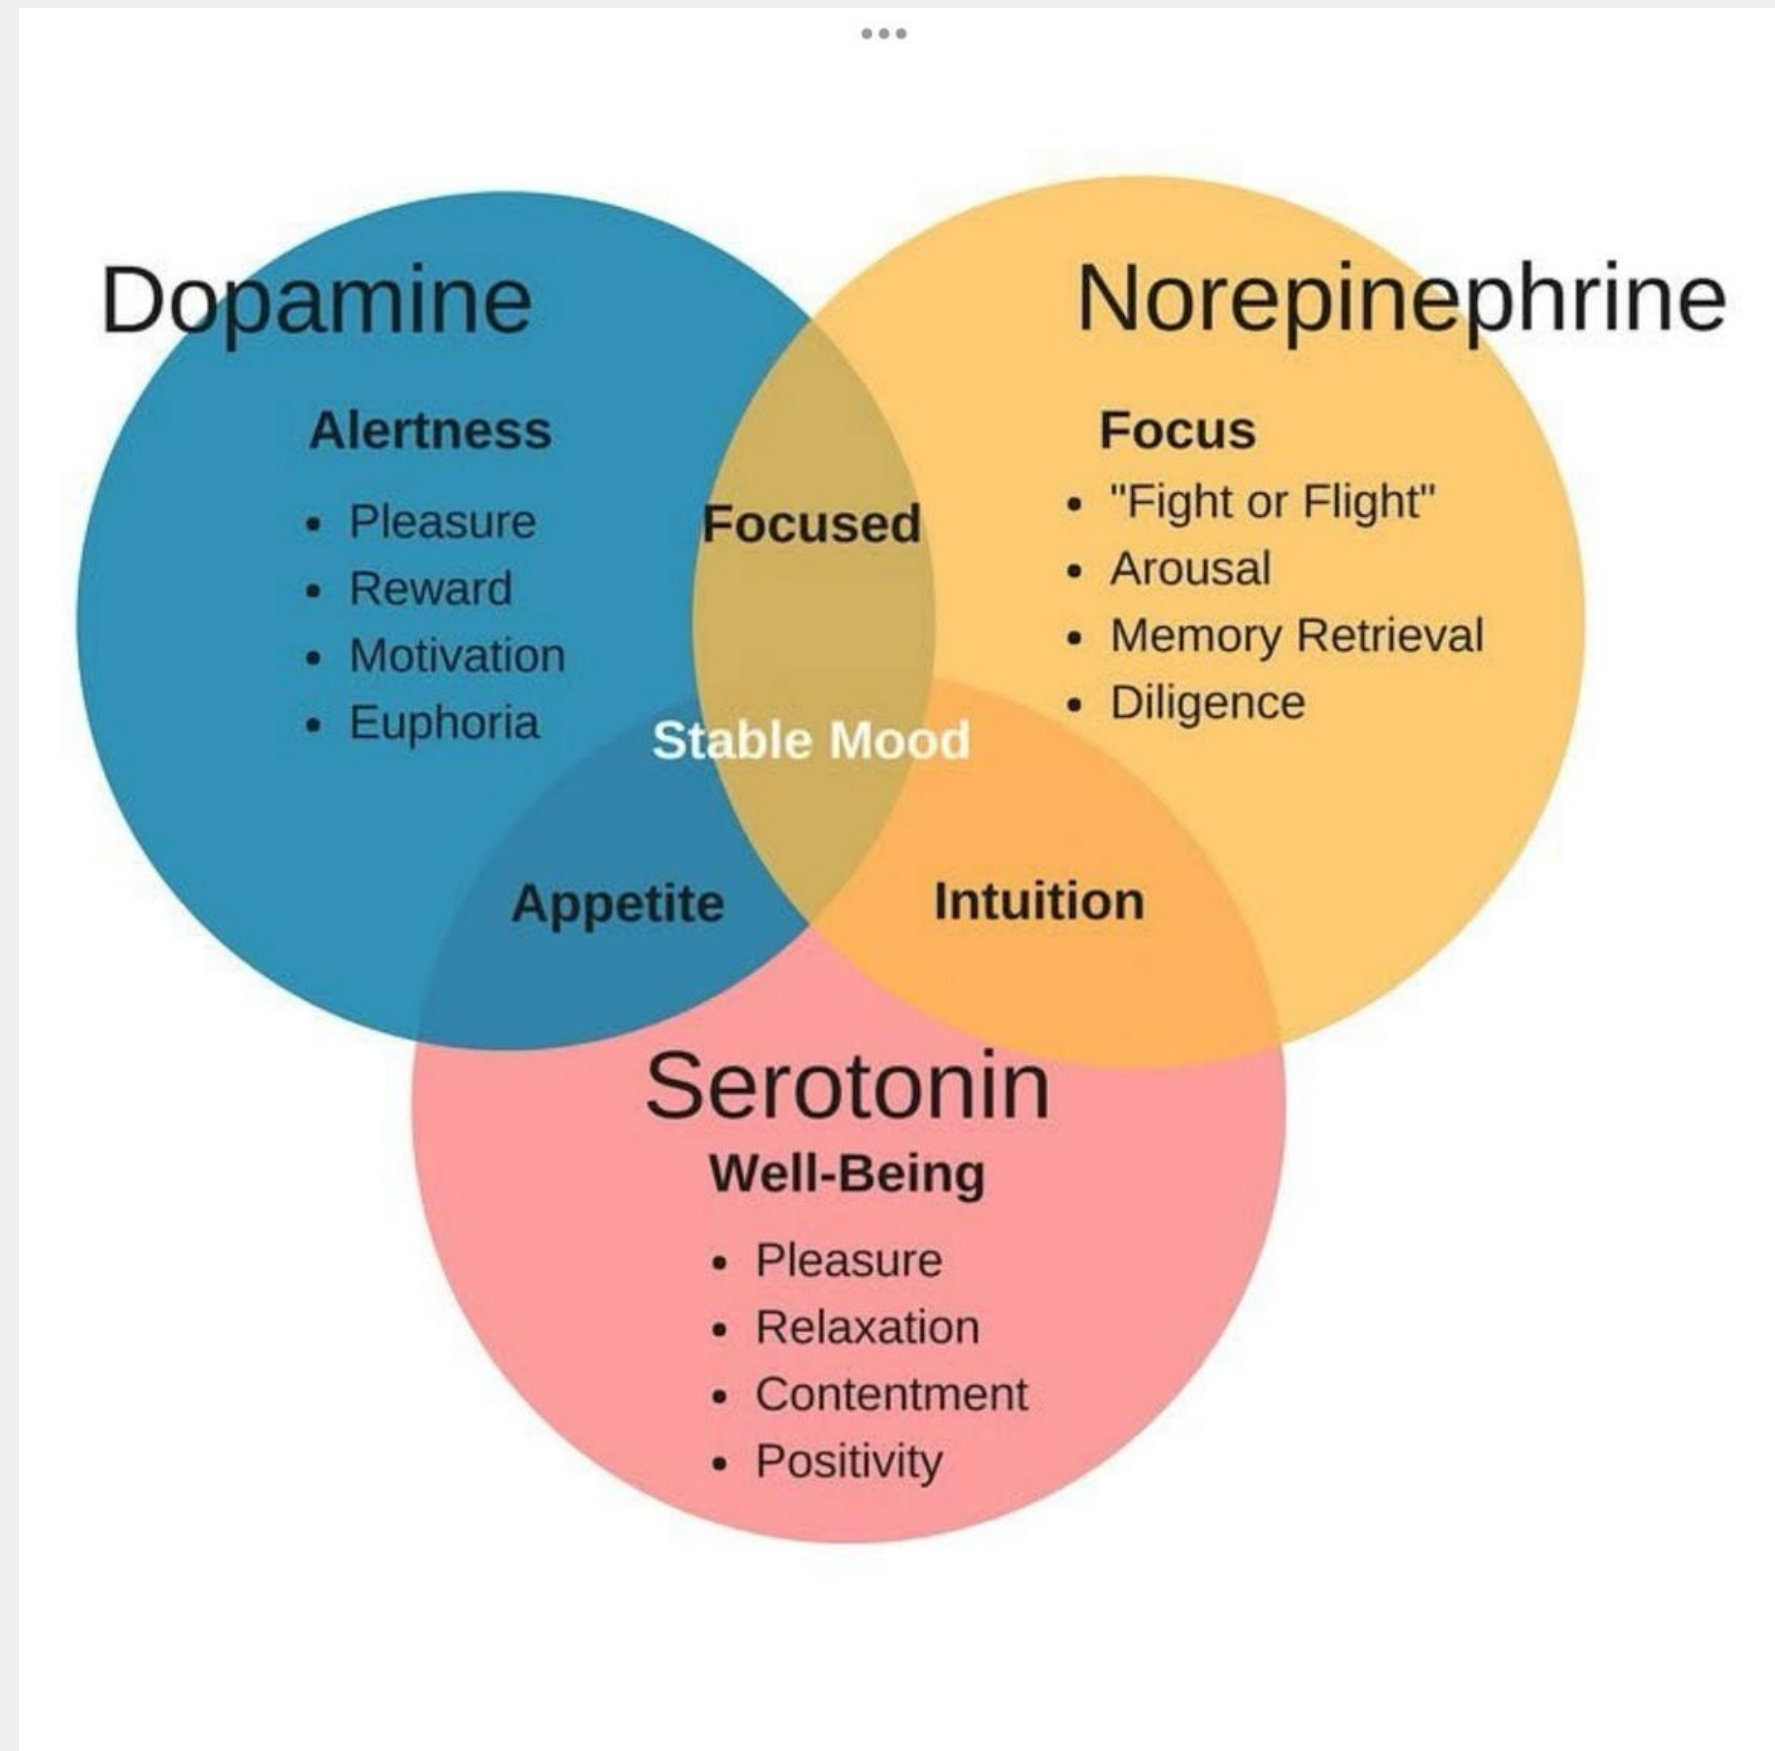 Dopamine
Alertness
• Pleasure
• Reward
• Motivation
• Euphoria
Norepinephrine
Focus
• "Fight or Flight"
• Arousal
• Memory Retrieval
• Diligence
Focused
Stable Mood
Appetite
Intuition
Serotonin
Well-Being
• Pleasure
• Relaxation
• Contentment
• Positivity